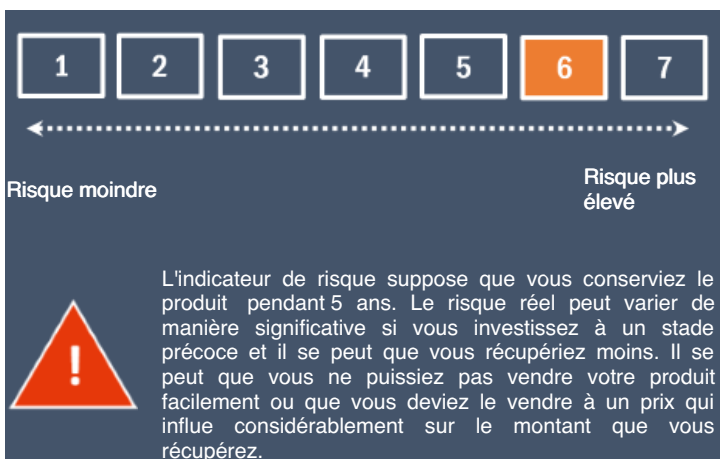 1 2 3 4 5 6 7
Risque moindre
Risque plus
élevé
!
L'indicateur de risque suppose que vous conserviez le
produit pendant 5 ans. Le risque réel peut varier de
manière significative si vous investissez à un stade
précoce et il se peut que vous récupériez moins. Il se
peut que vous ne puissiez pas vendre votre produit
facilement ou que vous deviez le vendre à un prix qui
influe considérablement sur le montant que vous
récupérez.